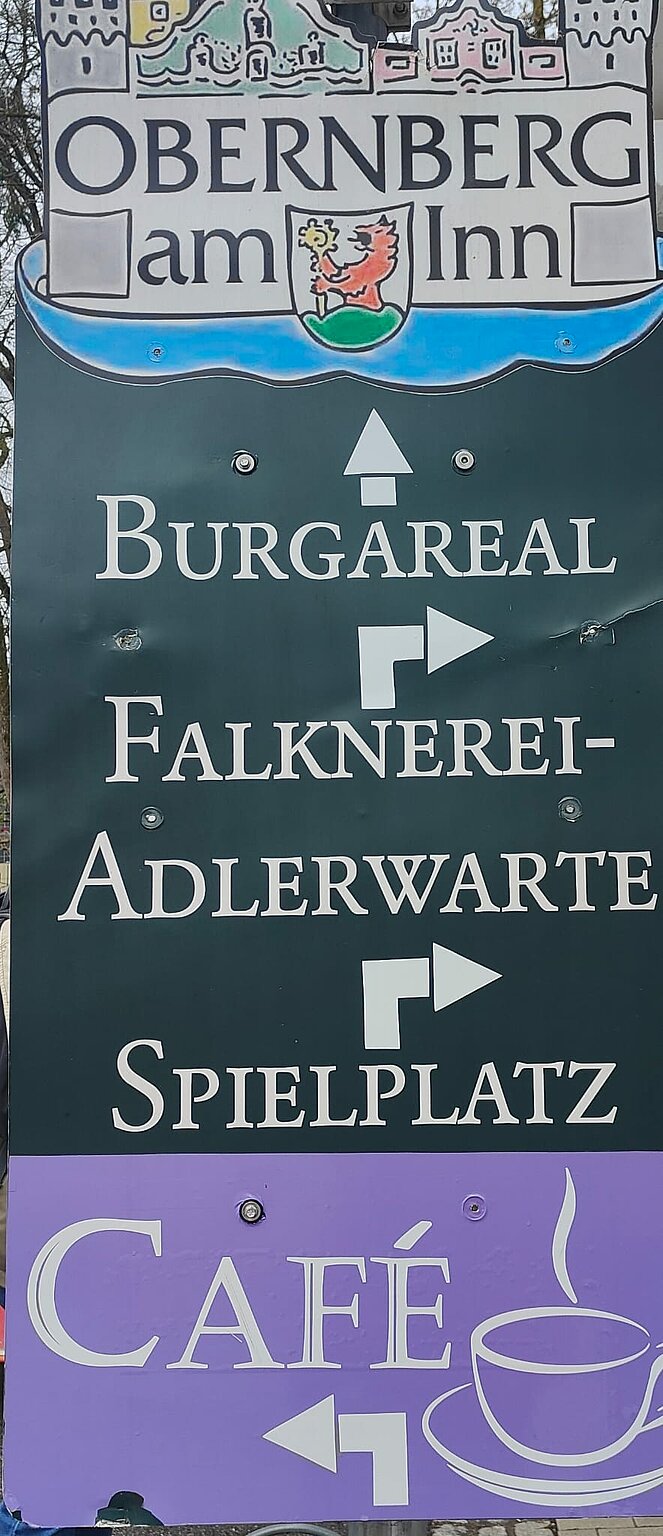 OBERNBERG
am Inn
BURGAREAL
FALKNEREI-
ADLERWARTE
SPIELPLATZ
CAFÉ